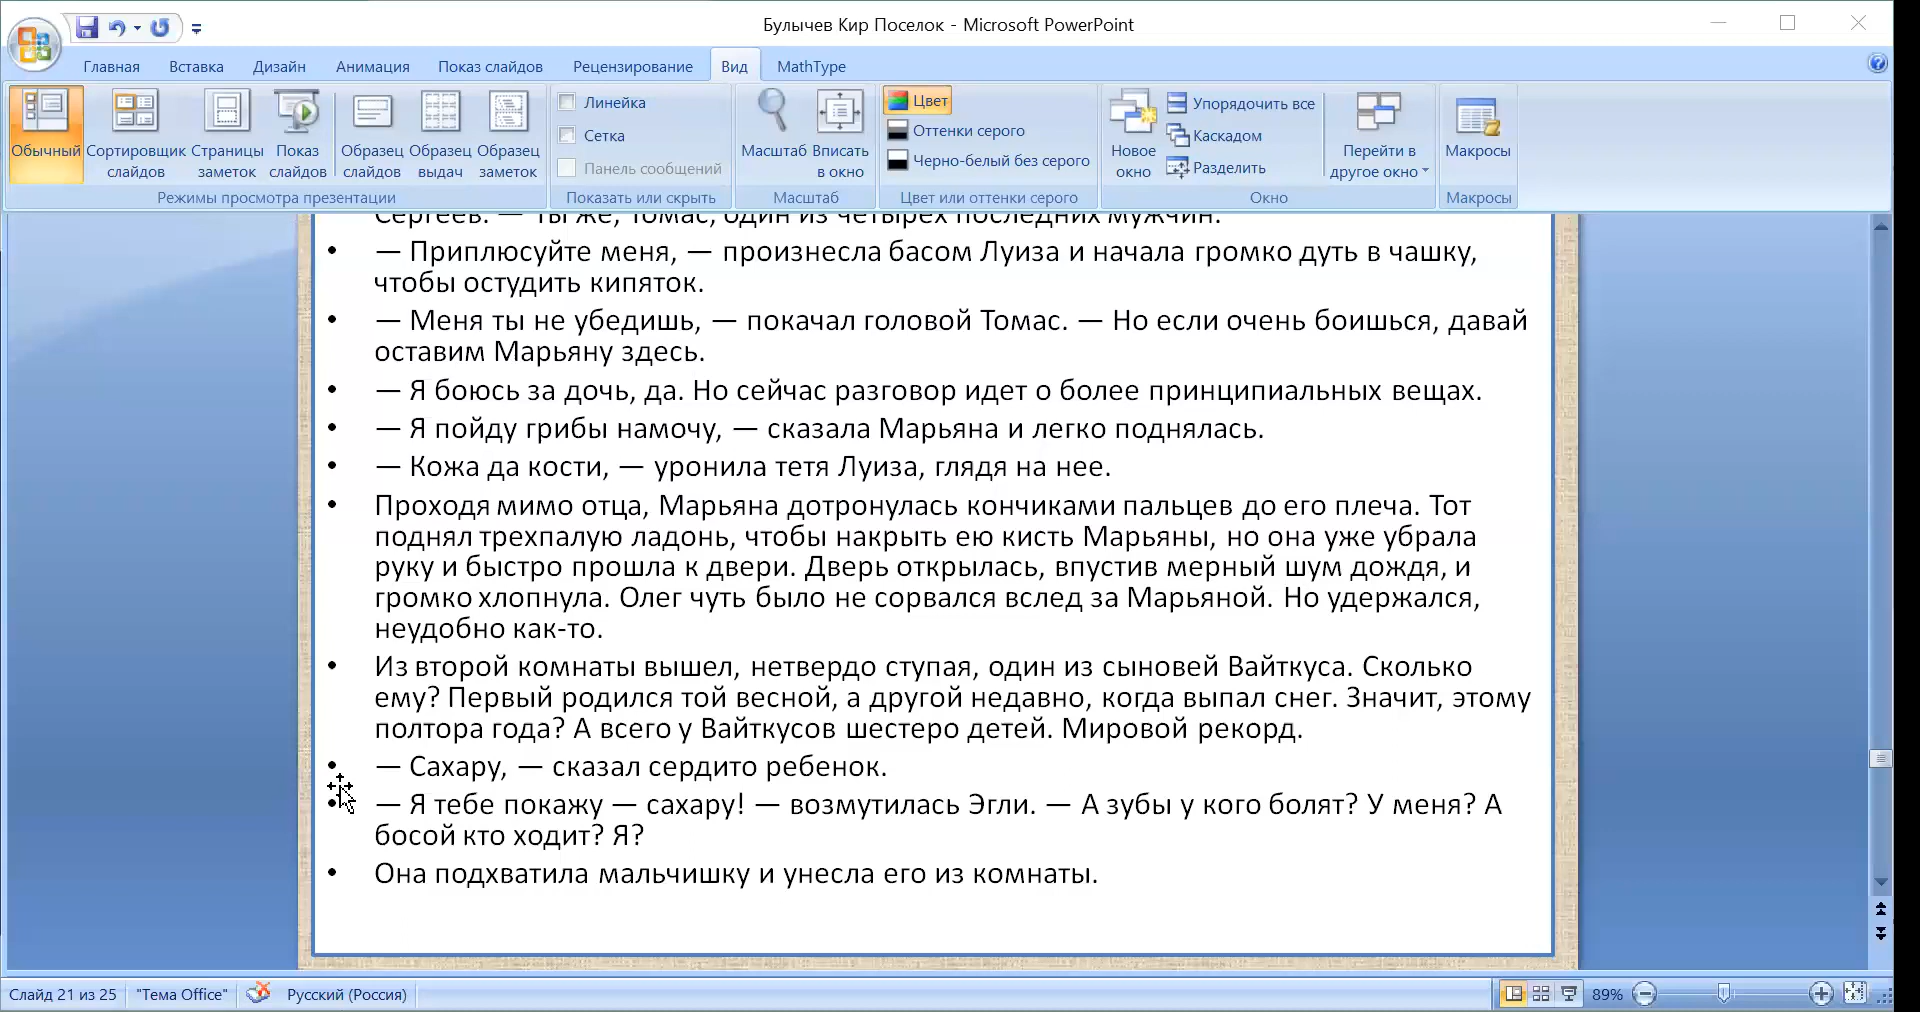 Булычев Кир Поселок - Microsoft PowerPoint
Главная Вставка Дизайн Анимация Показ слайдов Рецензирование Вид MathType
Обычный
Сортировщик слайдов
Страницы заметок
Показ слайдов
Образец слайдов
Образец выдач
Образец заметок
Режимы просмотра презентации
Линейка
Сетка
Панель сообщений
Показать или скрыть
Масштаб
Вписать в окно
Масштаб
Цвет
Оттенки серого
Черно-белый без серого
Цвет или оттенки серого
Новое окно
Упорядочить все
Каскадом
Разделить
Перейти в другое окно
Окно
Макросы
Макросы
Сергеев. — Ты же, Томас, один из четырех последних мужчин.
• — Приплюсуйте меня, — произнесла басом Луиза и начала громко дуть в чашку,
чтобы остудить кипяток.
• — Меня ты не убедишь, — покачал головой Томас. — Но если очень боишься, давай
оставим Марьяну здесь.
• — Я боюсь за дочь, да. Но сейчас разговор идет о более принципиальных вещах.
• — Я пойду грибы намочу, — сказала Марьяна и легко поднялась.
• — Кожа да кости, — уронила тетя Луиза, глядя на нее.
• Проходя мимо отца, Марьяна дотронулась кончиками пальцев до его плеча. Тот
поднял трехпалую ладонь, чтобы накрыть ею кисть Марьяны, но она уже убрала
руку и быстро прошла к двери. Дверь открылась, впустив мерный шум дождя, и
громко хлопнула. Олег чуть было не сорвался вслед за Марьяной. Но удержался,
неудобно как-то.
• Из второй комнаты вышел, нетвердо ступая, один из сыновей Вайткуса. Сколько
ему? Первый родился той весной, а другой недавно, когда выпал снег. Значит, этому
полтора года? А всего у Вайткусов шестеро детей. Мировой рекорд.
• — Сахару, — сказал сердито ребенок.
• — Я тебе покажу — сахару! — возмутилась Эгли. — А зубы у кого болят? У меня? А
босой кто ходит? Я?
• Она подхватила мальчишку и унесла его из комнаты.
Слайд 21 из 25 "Тема Office" Русский (Россия) 89%